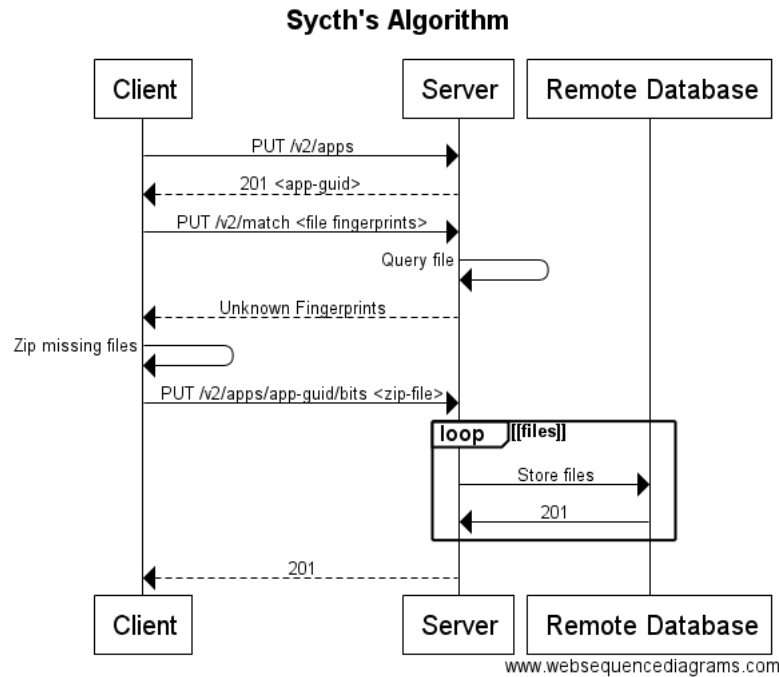 Sycth's Algorithm
Client
Server
Remote Database
PUT /v2/apps
201 <app-guid>
PUT /v2/match <file fingerprints>
Query file
Unknown Fingerprints
Zip missing files
PUT /v2/apps/app-guid/bits <zip-file>
loop
[[files]]
Store files
201
201
Client
Server
Remote Database
www.websequencediagrams.com